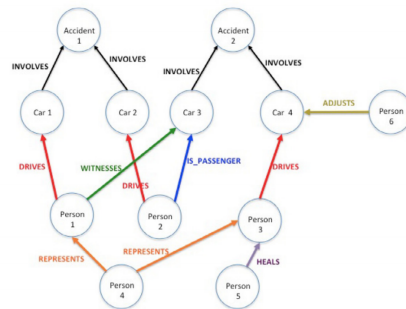 Accident
1
Accident
2
INVOLVES
INVOLVES
INVOLVES
INVOLVES
Car 1
Car 2
Car 3
Car 4
ADJUSTS
Person
6
DRIVES
WITNESSES
DRIVES
IS_PASSENGER
DRIVES
Person
1
Person
2
Person
3
REPRESENTS
REPRESENTS
HEALS
Person
4
Person
5